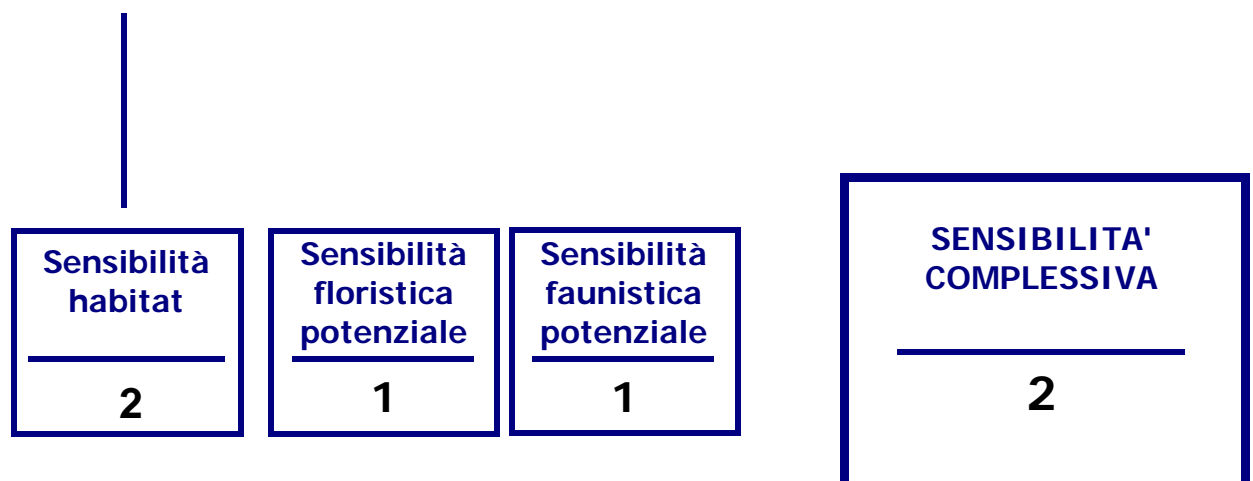 Sensibilità
habitat
2
Sensibilità
floristica
potenziale
1
Sensibilità
faunistica
potenziale
1
SENSIBILITA'
COMPLESSIVA
2